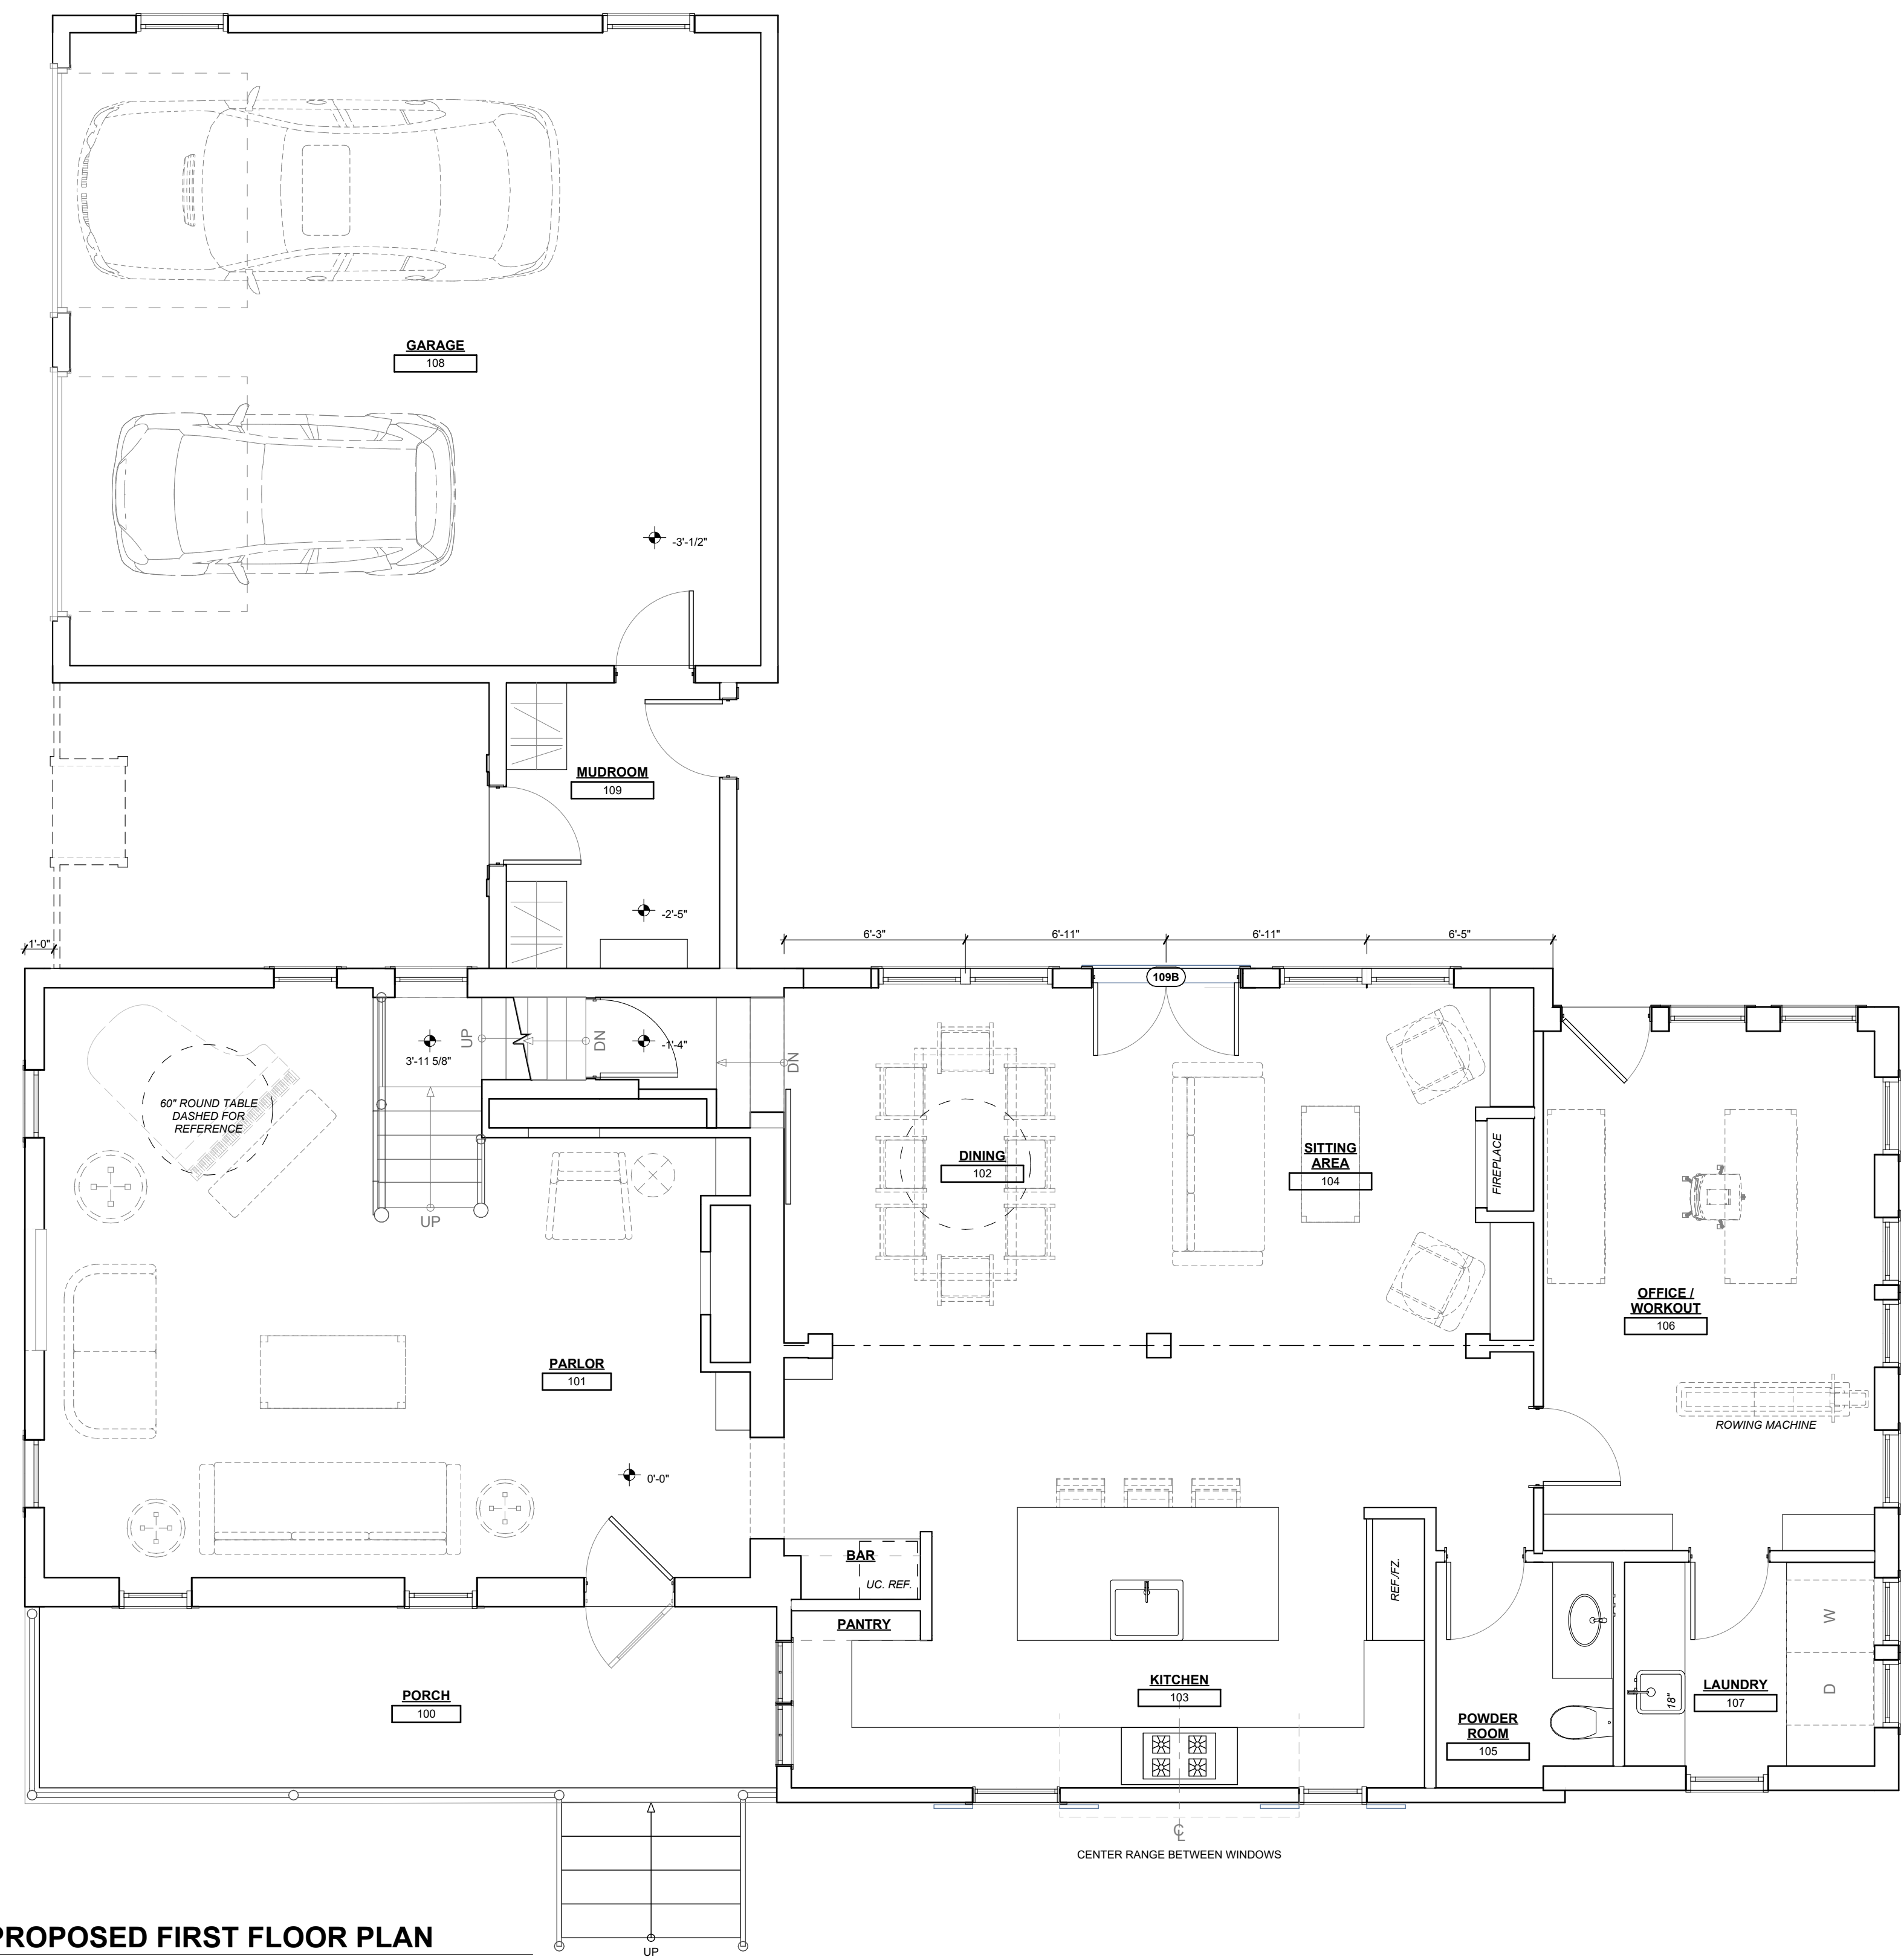 GARAGE
108
-3'-1/2"
MUDROOM
109
-2'-5"
1'-0"
6'-3"
6'-11"
6'-11"
6'-5"
109B
UP
DN
-1'-4"
DN
3'-11 5/8"
60" ROUND TABLE
DASHED FOR
REFERENCE
UP
DINING
102
SITTING
AREA
104
FIREPLACE
OFFICE /
WORKOUT
106
PARLOR
101
ROWING MACHINE
0'-0"
BAR
UC. REF.
REF./FZ.
PANTRY
W
KITCHEN
103
PORCH
100
POWDER
ROOM
105
18"
LAUNDRY
107
D
CL
CENTER RANGE BETWEEN WINDOWS
PROPOSED FIRST FLOOR PLAN
UP